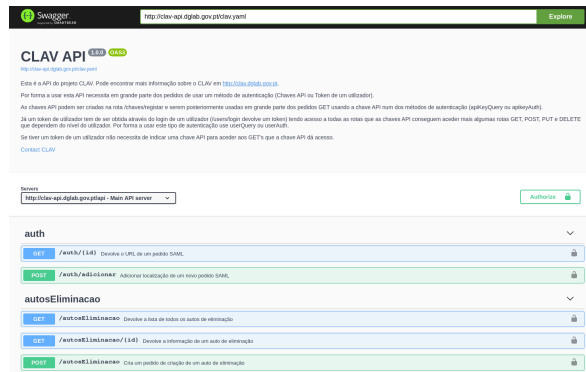 Swagger
Supported by SMARTBEAR
http://clav-api.dglab.gov.pt/clav.yaml
Explore
CLAV API 1.0.0 OAS3
http://clav-api.dglab.gov.pt/clav.yaml
Esta é a API do projeto CLAV. Pode encontrar mais informação sobre o CLAV em http://clav.dglab.gov.pt.
Por forma a usar esta API necessita em grande parte dos pedidos de usar um método de autenticação (Chaves API ou Token de um utilizador).
As chaves API podem ser criadas na rota /chaves/registar e serem posteriormente usadas em grande parte dos pedidos GET usando a chave API num dos métodos de autenticação (apiKeyQuery ou apikeyAuth).
Já um token de utilizador tem de ser obtida através do login de um utilizador (/users/login devolve um token) tendo acesso a todas as rotas que as chaves API conseguem aceder mais algumas rotas GET, POST, PUT e DELETE
que dependem do nível do utilizador. Por forma a usar este tipo de autenticação use userQuery ou userAuth.
Se tiver um token de um utilizador não necessita de indicar uma chave API para aceder aos GET's que a chave API dá acesso.
Contact CLAV
Servers
http://clav-api.dglab.gov.pt/api - Main API server
Authorize
auth
GET /auth/{id} Devolve o URL de um pedido SAML
POST /auth/adicionar Adicionar localização de um novo pedido SAML
autosEliminacao
GET /autosEliminacao Devolve a lista de todos os autos de eliminação
GET /autosEliminacao/{id} Devolve a informação de um auto de eliminação
POST /autosEliminacao Cria um pedido de criação de um auto de eliminação